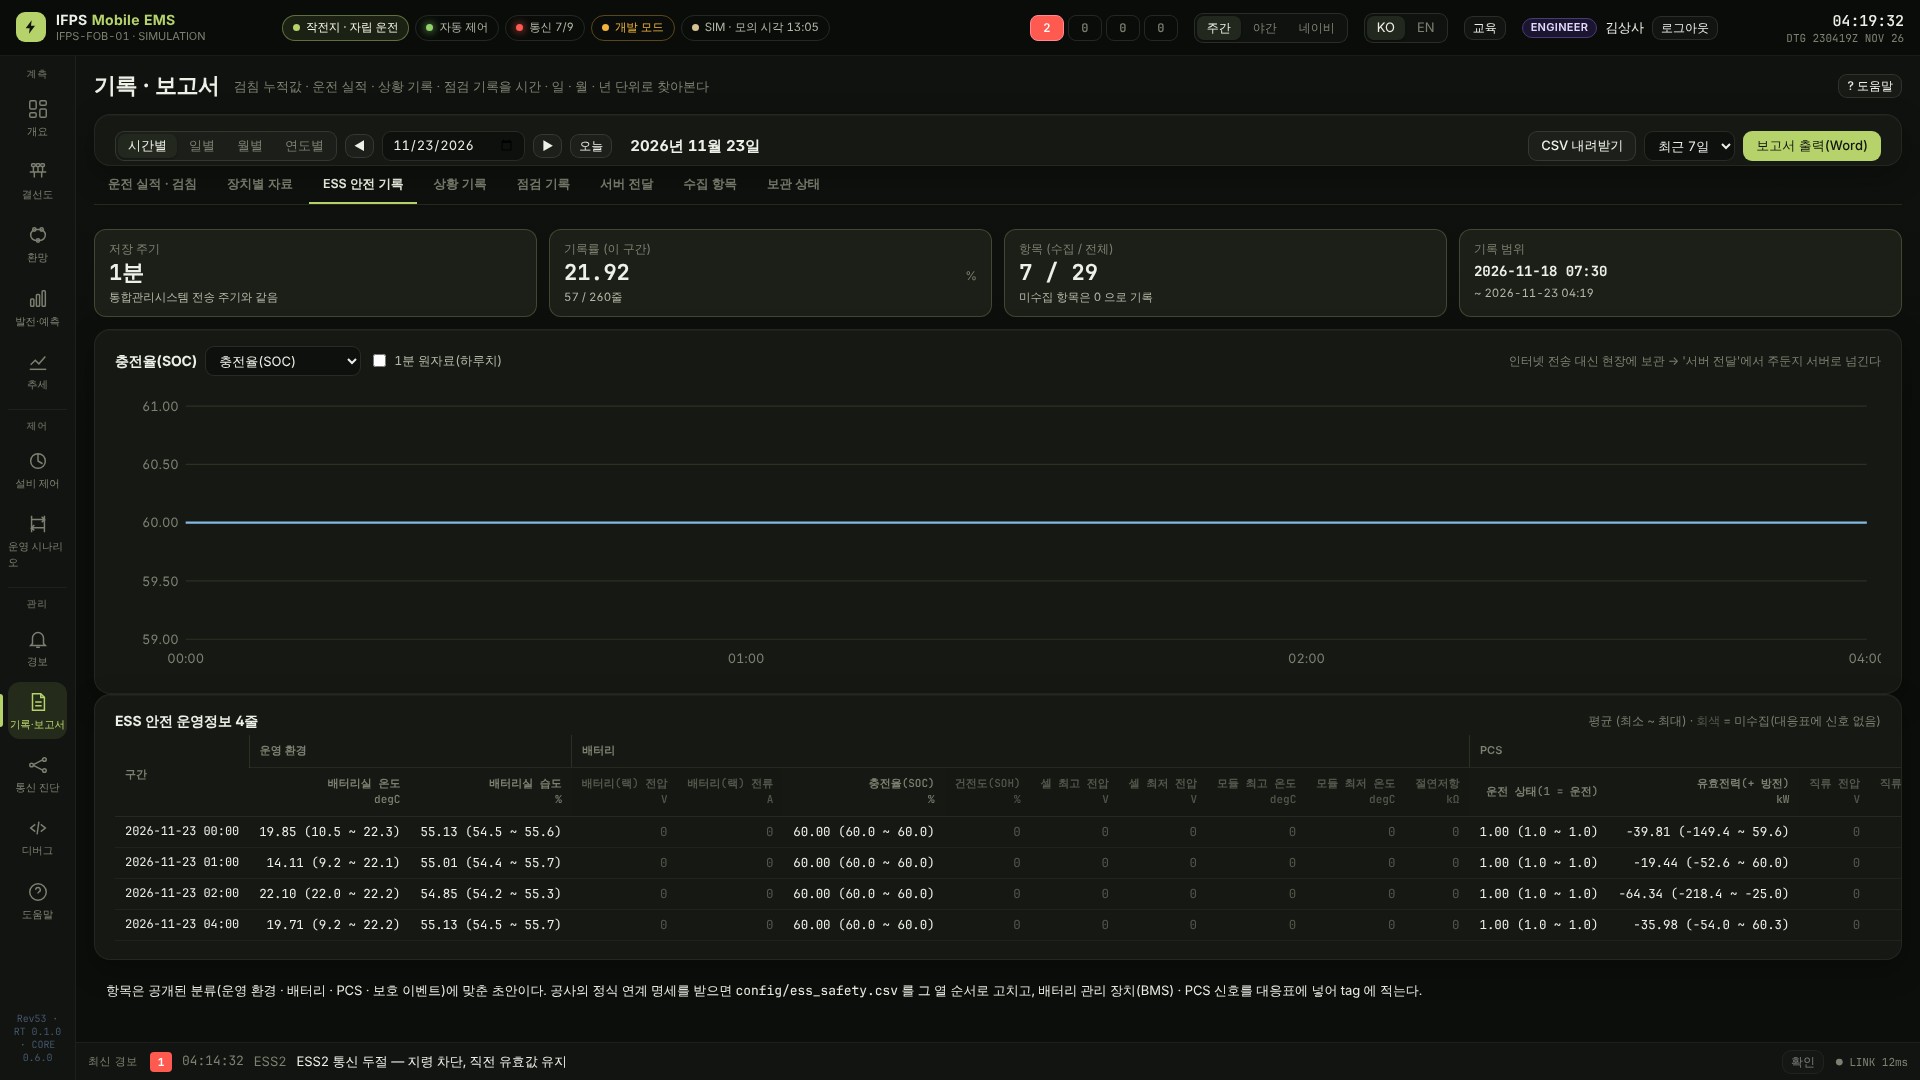 IFPS Mobile EMS
IFPS-FOB-01 · SIMULATION
작전지 · 자립 운전
자동 제어
통신 7/9
개발 모드
SIM · 모의 시각 13:05
2 0 0 0
주간 야간 네이비
KO EN
교육
ENGINEER 김상사 로그아웃
04:19:32
DTG 230419Z NOV 26
계측
개요
결선도
환망
발전·예측
추세
제어
설비 제어
운영 시나리
오
관리
경보
기록·보고서
통신 진단
디버그
도움말
Rev53 ·
RT 0.1.0
· CORE
0.6.0
기록 · 보고서 검침 누적값 · 운전 실적 · 상황 기록 · 점검 기록을 시간 · 일 · 월 · 년 단위로 찾아본다
? 도움말
시간별 일별 월별 연도별 ◀ 11/23/2026 ▶ 오늘 2026년 11월 23일
CSV 내려받기 최근 7일 보고서 출력(Word)
운전 실적 · 검침 장치별 자료 ESS 안전 기록 상황 기록 점검 기록 서버 전달 수집 항목 보관 상태
저장 주기
1분
통합관리시스템 전송 주기와 같음
기록률 (이 구간)
21.92 %
57 / 260줄
항목 (수집 / 전체)
7 / 29
미수집 항목은 0 으로 기록
기록 범위
2026-11-18 07:30
~ 2026-11-23 04:19
충전율(SOC) 충전율(SOC) 1분 원자료(하루치)
인터넷 전송 대신 현장에 보관 → '서버 전달'에서 주둔지 서버로 넘긴다
61.00
60.50
60.00
59.50
59.00
00:00 01:00 02:00 04:00
ESS 안전 운영정보 4줄
평균 (최소 ~ 최대) · 회색 = 미수집(대응표에 신호 없음)
구간 운영 환경 배터리 PCS
배터리실 온도 배터리실 습도 배터리(랙) 전압 배터리(랙) 전류 충전율(SOC) 건전도(SOH) 셀 최고 전압 셀 최저 전압 모듈 최고 온도 모듈 최저 온도 절연저항 운전 상태(1 = 운전) 유효전력(+ 방전) 직류 전압 직류
degC % V A % % V V degC degC kΩ kW V
2026-11-23 00:00 19.85 (10.5 ~ 22.3) 55.13 (54.5 ~ 55.6) 0 0 60.00 (60.0 ~ 60.0) 0 0 0 0 0 0 1.00 (1.0 ~ 1.0) -39.81 (-149.4 ~ 59.6) 0
2026-11-23 01:00 14.11 (9.2 ~ 22.1) 55.01 (54.4 ~ 55.7) 0 0 60.00 (60.0 ~ 60.0) 0 0 0 0 0 0 1.00 (1.0 ~ 1.0) -19.44 (-52.6 ~ 60.0) 0
2026-11-23 02:00 22.10 (22.0 ~ 22.2) 54.85 (54.2 ~ 55.3) 0 0 60.00 (60.0 ~ 60.0) 0 0 0 0 0 0 1.00 (1.0 ~ 1.0) -64.34 (-218.4 ~ -25.0) 0
2026-11-23 04:00 19.71 (9.2 ~ 22.2) 55.13 (54.5 ~ 55.7) 0 0 60.00 (60.0 ~ 60.0) 0 0 0 0 0 0 1.00 (1.0 ~ 1.0) -35.98 (-54.0 ~ 60.3) 0
항목은 공개된 분류(운영 환경 · 배터리 · PCS · 보호 이벤트)에 맞춘 초안이다. 공사의 정식 연계 명세를 받으면 config/ess_safety.csv 를 그 열 순서로 고치고, 배터리 관리 장치(BMS) · PCS 신호를 대응표에 넣어 tag 에 적는다.
최신 경보 1 04:14:32 ESS2 ESS2 통신 두절 — 지령 차단, 직전 유효값 유지
확인 LINK 12ms